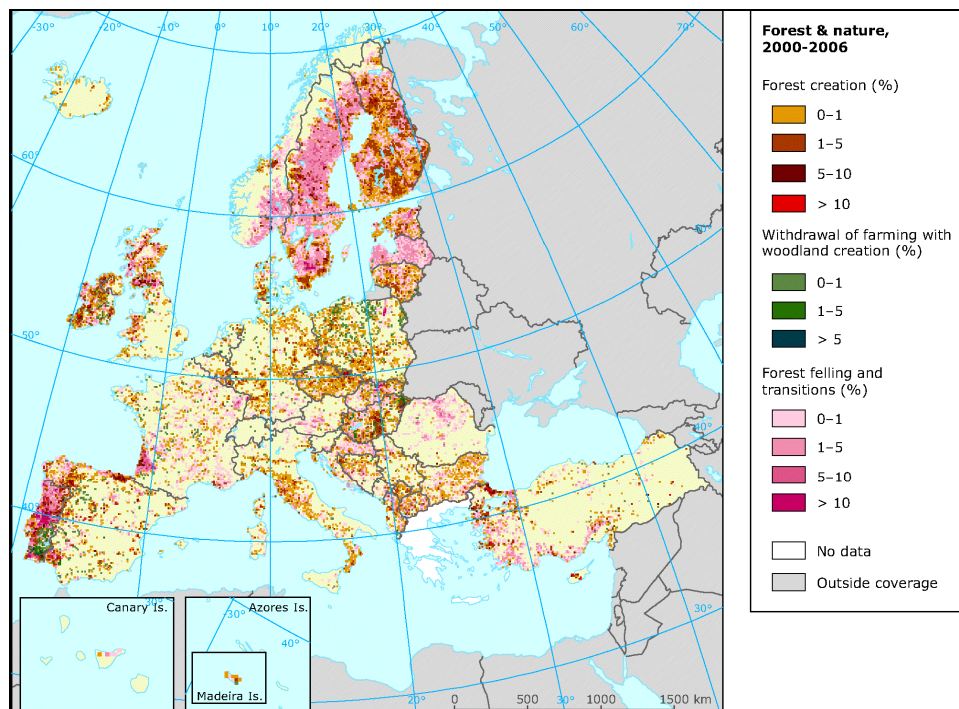 -30°
-20°
-10°
0°
10°
20°
30°
40°
50°
60°
70°
60°
50°
50°
40°
40°
30°
30°
20°
30°
Canary Is.
Azores Is.
-30°
40°
Madeira Is.
0 500 1000 1500 km
Forest & nature,
2000-2006
Forest creation (%)
0–1
1–5
5–10
> 10
Withdrawal of farming with
woodland creation (%)
0–1
1–5
> 5
Forest felling and
transitions (%)
0–1
1–5
5–10
> 10
No data
Outside coverage